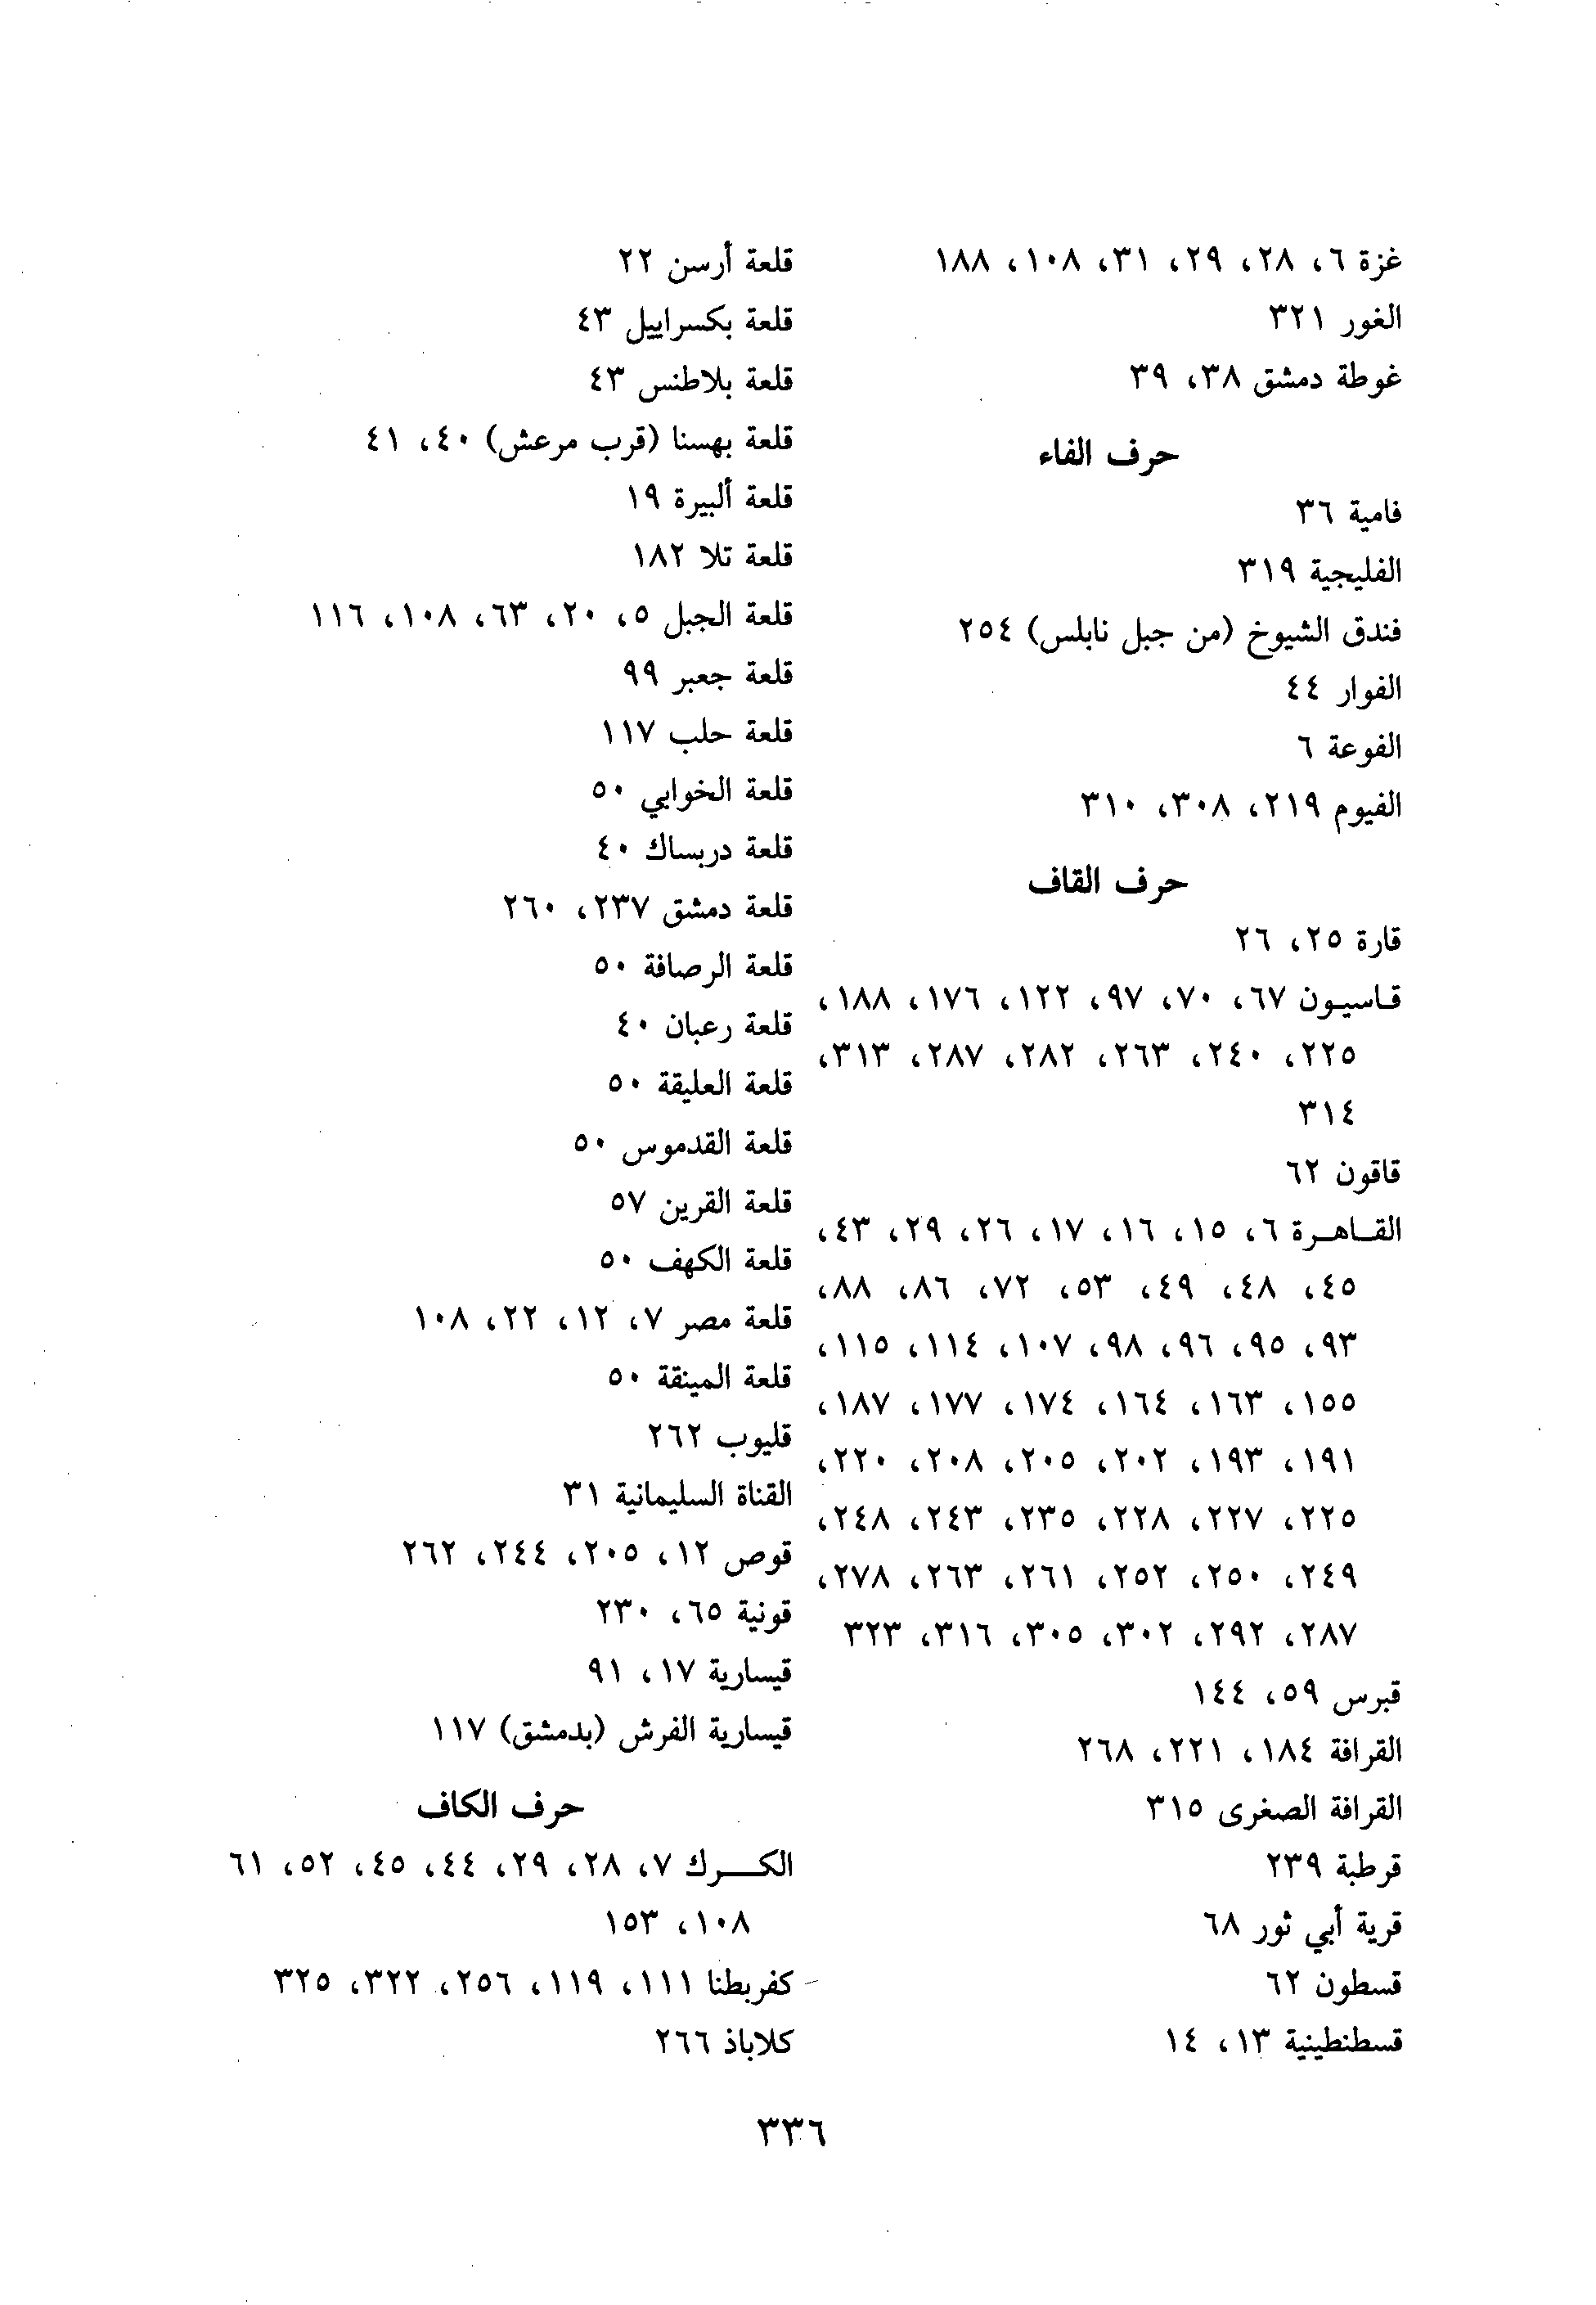 غزة ٦، ٢٨، ٢٩، ٣١، ١٠٨، ١٨٨
الغور ٣٢١
غوطة دمشق ٣٨، ٣٩
حرف الفاء
فامية ٣٦
الفليجية ٣١٩
فندق الشيوخ (من جبل نابلس) ٢٥٤
الفوار ٤٤
الفوعة ٦
الفيوم ٢١٩، ٣٠٨، ٣١٠
حرف القاف
قارة ٢٥، ٢٦
قاسيون ٦٧، ٧٠، ٩٧، ١٢٢، ١٧٦، ١٨٨،
٢٢٥، ٢٤٠، ٢٦٣، ٢٨٢، ٢٨٧، ٣١٣،
٣١٤
قاقون ٦٢
القاهرة ٦، ١٥، ١٦، ١٧، ٢٦، ٢٩، ٤٣،
٤٥، ٤٨، ٤٩، ٥٣، ٧٢، ٨٦، ٨٨،
٩٣، ٩٥، ٩٦، ٩٨، ١٠٧، ١١٤، ١١٥،
١٥٥، ١٦٣، ١٦٤، ١٧٤، ١٧٧، ١٨٧،
١٩١، ١٩٣، ٢٠٢، ٢٠٥، ٢٠٨، ٢٢٠،
٢٢٥، ٢٢٧، ٢٢٨، ٢٣٥، ٢٤٣، ٢٤٨،
٢٤٩، ٢٥٠، ٢٥٢، ٢٦١، ٢٦٣، ٢٧٨،
٢٨٧، ٢٩٢، ٣٠٢، ٣٠٥، ٣١٦، ٣٢٣
قبرس ٥٩، ١٤٤
القرافة ١٨٤، ٢٢١، ٢٦٨
القرافة الصغرى ٣١٥
قرطبة ٢٣٩
قرية أبي ثور ٦٨
قسطون ٦٢
قسطنطينية ١٣، ١٤
قلعة أرسن ٢٢
قلعة بكسراييل ٤٣
قلعة بلاطنس ٤٣
قلعة بهسنا (قرب مرعش) ٤٠، ٤١
قلعة ألبيرة ١٩
قلعة تلا ١٨٢
قلعة الجبل ٥، ٢٠، ٦٣، ١٠٨، ١١٦
قلعة جعبر ٩٩
قلعة حلب ١١٧
قلعة الخوابي ٥٠
قلعة دربساك ٤٠
قلعة دمشق ٢٣٧، ٢٦٠
قلعة الرصافة ٥٠
قلعة رعبان ٤٠
قلعة العليقة ٥٠
قلعة القدموس ٥٠
قلعة القرين ٥٧
قلعة الكهف ٥٠
قلعة مصر ٧، ١٢، ٢٢، ١٠٨
قلعة المينقة ٥٠
قليوب ٢٦٢
القناة السليمانية ٣١
قوص ١٢، ٢٠٥، ٢٤٤، ٢٦٢
قونية ٦٥، ٢٣٠
قيسارية ١٧، ٩١
قيسارية الفرش (بدمشق) ١١٧
حرف الكاف
الكرك ٧، ٢٨، ٢٩، ٤٤، ٤٥، ٥٢، ٦١
١٠٨، ١٥٣
كفربطنا ١١١، ١١٩، ٢٥٦، ٣٢٢، ٣٢٥
كلاباذ ٢٦٦
٣٣٦